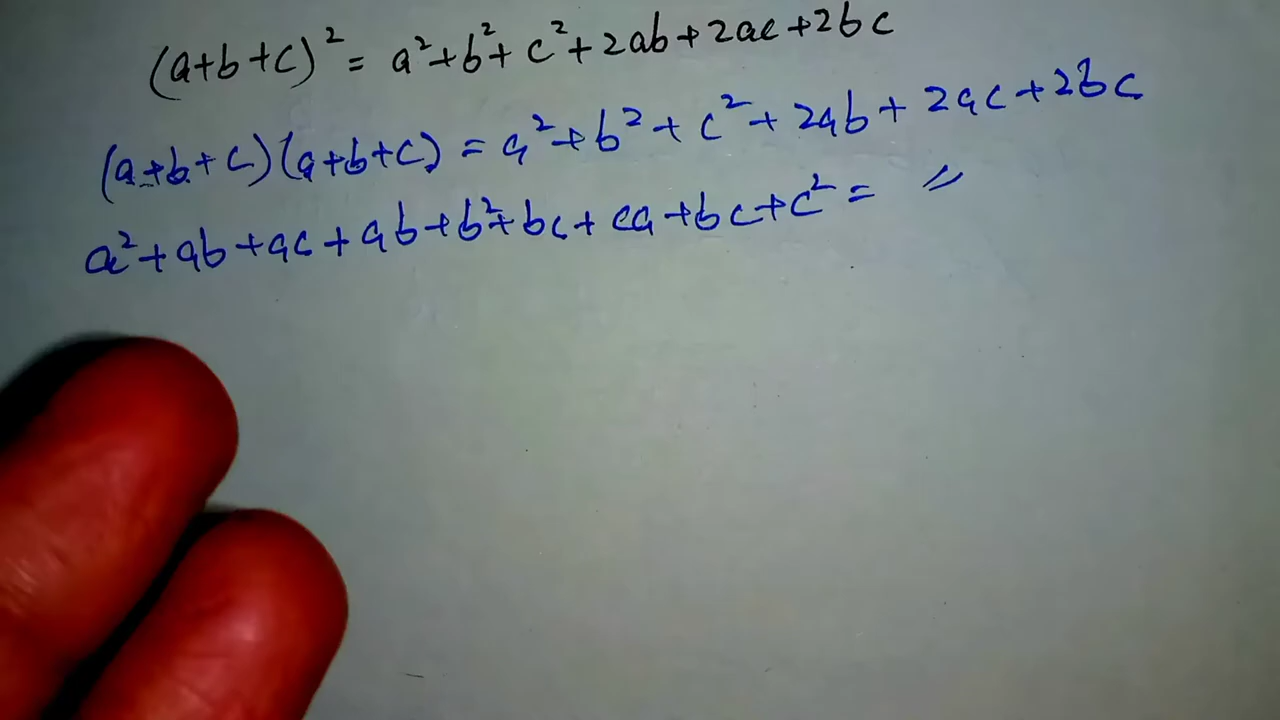 (a+b+c)² = a²+b²+c²+2ab+2ac+2bc
(a+b+c)(a+b+c) = a²+b²+c²+2ab+2ac+2bc
a²+ab+ac+ab+b²+bc+ca+bc+c² = 〃